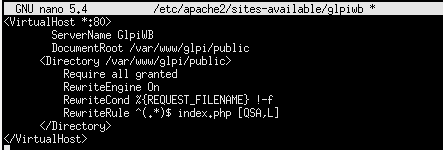 GNU nano 5.4 /etc/apache2/sites-available/glpiwb *
<VirtualHost *:80>
ServerName GlpiWB
DocumentRoot /var/www/glpi/public
<Directory /var/www/glpi/public>
Require all granted
RewriteEngine On
RewriteCond %{REQUEST_FILENAME} !-f
RewriteRule ^(.*)$ index.php [QSA,L]
</Directory>
</VirtualHost>